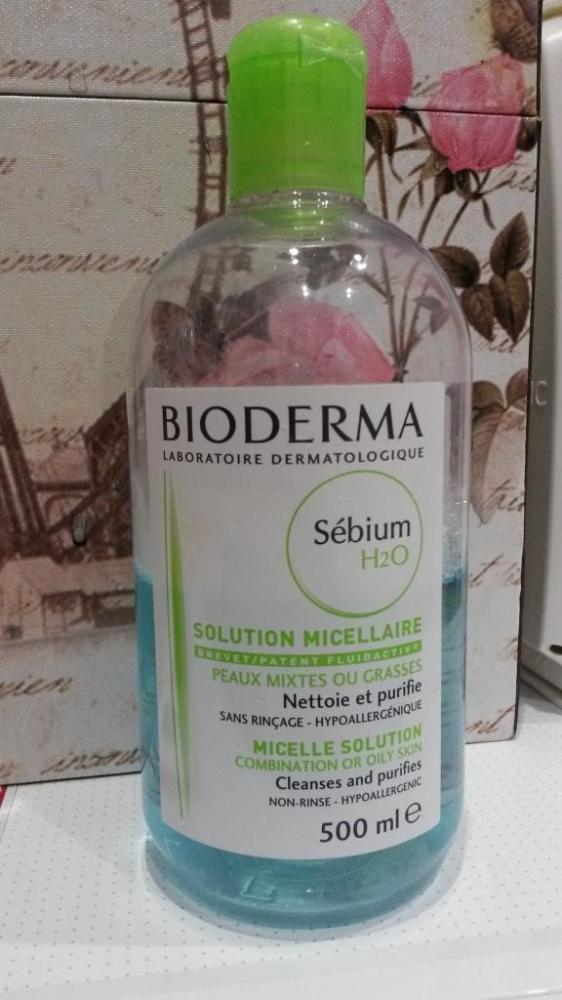 BIODERMA
LABORATOIRE DERMATOLOGIQUE
Sébium
H2O
SOLUTION MICELLAIRE
BREVET/PATENT FLUIDACTIV®
PEAUX MIXTES OU GRASSES
Nettoie et purifie
SANS RINÇAGE - HYPOALLERGÉNIQUE
MICELLE SOLUTION
COMBINATION OR OILY SKIN
Cleanses and purifies
NON-RINSE - HYPOALLERGENIC
500 ml e